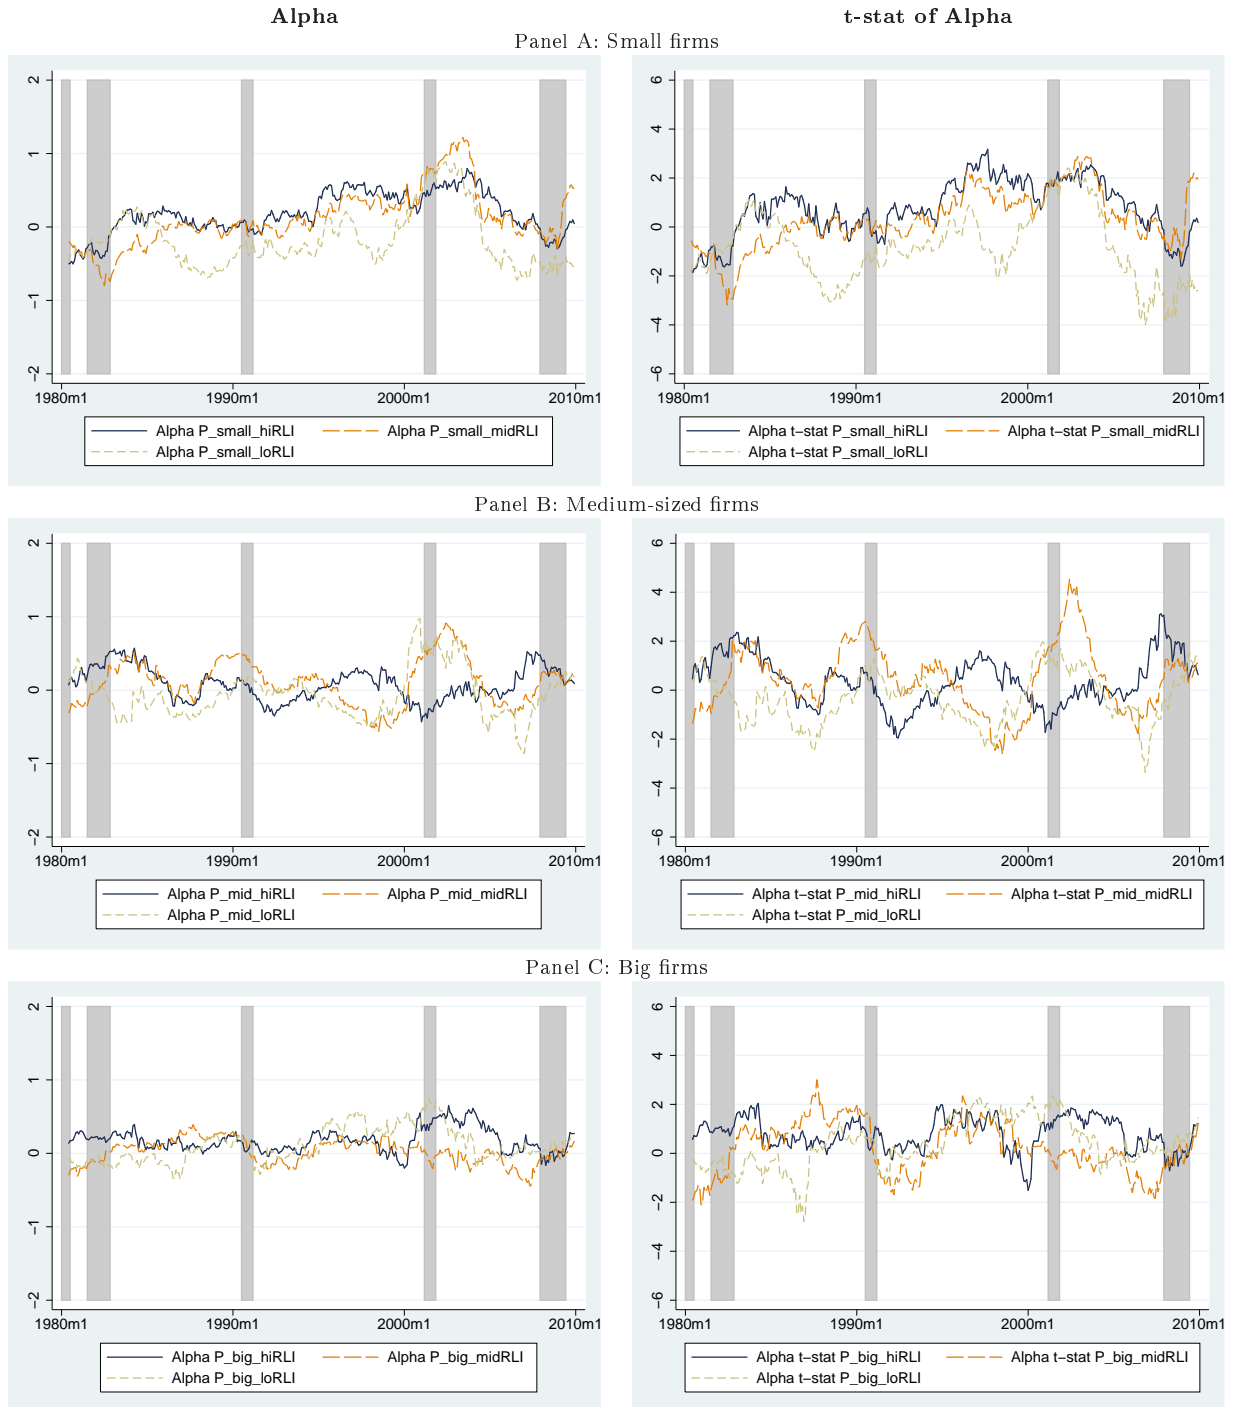 Alpha t-stat of Alpha
Panel A: Small firms
2 6
4
1
2
0 0
−2
−1
−4
−2 −6
1980m1 1990m1 2000m1 2010m1 1980m1 1990m1 2000m1 2010m1
Alpha P_small_hiRLI Alpha P_small_midRLI Alpha t−stat P_small_hiRLI Alpha t−stat P_small_midRLI
Alpha P_small_loRLI Alpha t−stat P_small_loRLI
Panel B: Medium-sized firms
2 6
4
1
2
0 0
−2
−1
−4
−2 −6
1980m1 1990m1 2000m1 2010m1 1980m1 1990m1 2000m1 2010m1
Alpha P_mid_hiRLI Alpha P_mid_midRLI Alpha t−stat P_mid_hiRLI Alpha t−stat P_mid_midRLI
Alpha P_mid_loRLI Alpha t−stat P_mid_loRLI
Panel C: Big firms
2 6
4
1
2
0 0
−2
−1
−4
−2 −6
1980m1 1990m1 2000m1 2010m1 1980m1 1990m1 2000m1 2010m1
Alpha P_big_hiRLI Alpha P_big_midRLI Alpha t−stat P_big_hiRLI Alpha t−stat P_big_midRLI
Alpha P_big_loRLI Alpha t−stat P_big_loRLI